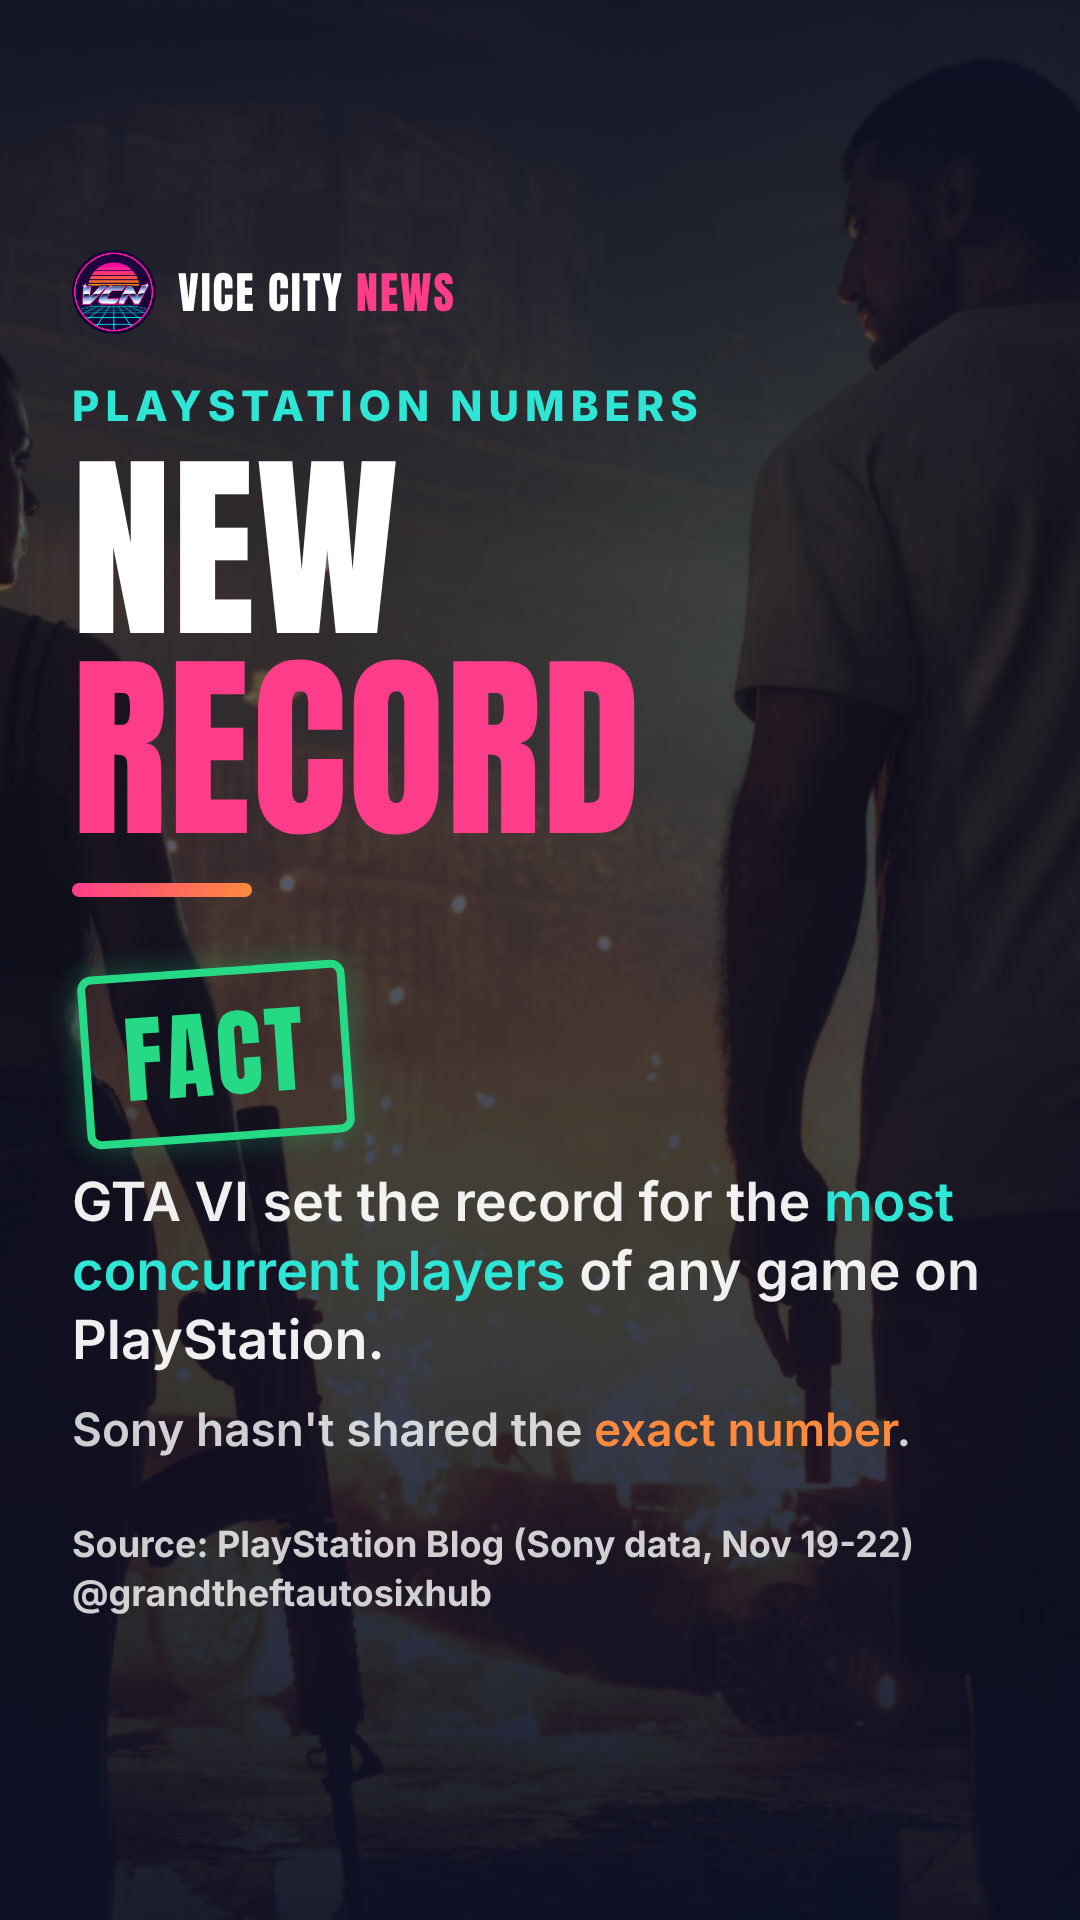 VCN
VICE CITY NEWS
PLAYSTATION NUMBERS
NEW
RECORD
FACT
GTA VI set the record for the most
concurrent players of any game on
PlayStation.
Sony hasn't shared the exact number.
Source: PlayStation Blog (Sony data, Nov 19-22)
@grandtheftautosixhub